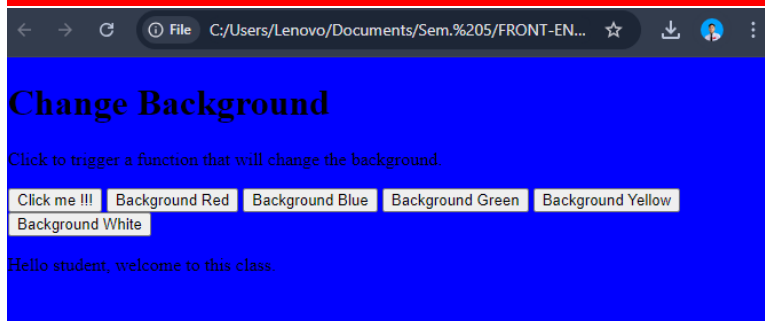 File C:/Users/Lenovo/Documents/Sem.%205/FRONT-EN...
Change Background
Click to trigger a function that will change the background.
Click me !!! Background Red Background Blue Background Green Background Yellow
Background White
Hello student, welcome to this class.